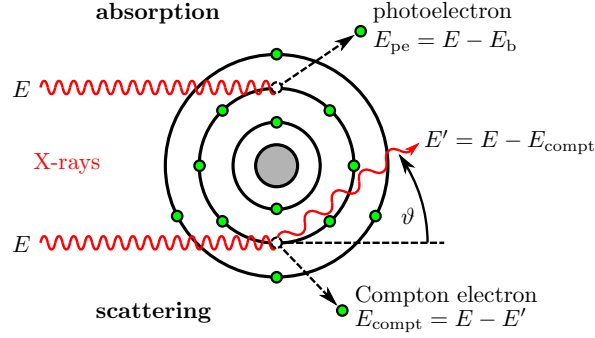 absorption
photoelectron
E_pe = E − E_b
E
X-rays
E′ = E − E_compt
ϑ
E
Compton electron
E_compt = E − E′
scattering